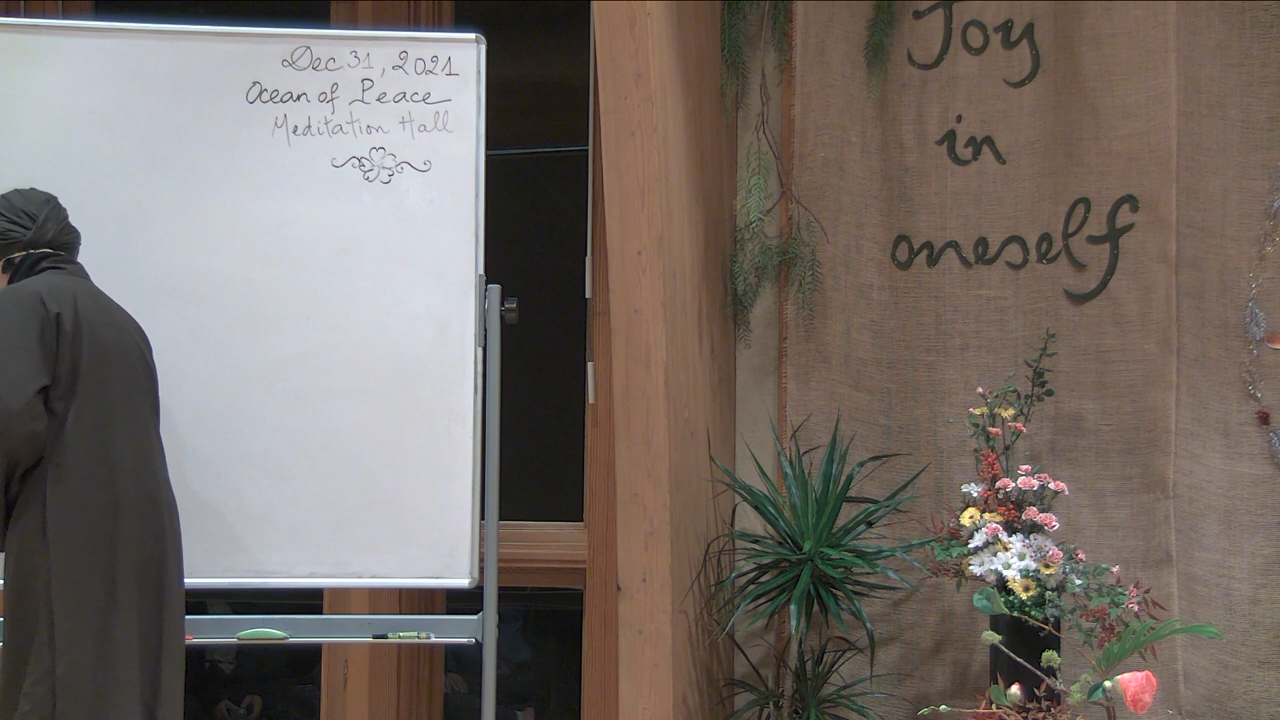 Dec 31, 2021
Ocean of Peace
Meditation Hall
Joy
in
oneself